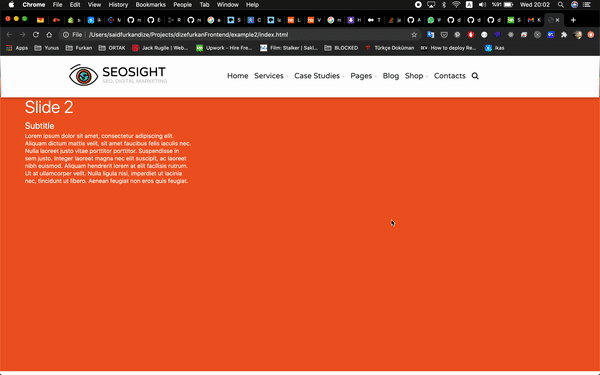 Chrome File Edit View History Bookmarks People Tab Window Help %91 Wed 20:02
File /Users/saidfurkandize/Projects/dizefurkanFrontend/example2/index.html
Apps Yunus Furkan ORTAK Jack Rugile | Web-... Upwork - Hire Fre... Film: Stalker | Sakl... BLOCKED Türkçe Doküman How to deploy Re... ikas
SEOSIGHT
SEO, DIGITAL MARKETING
Home Services Case Studies Pages Blog Shop Contacts
Slide 2
Subtitle
Lorem ipsum dolor sit amet, consectetur adipiscing elit.
Aliquam dictum mattis velit, sit amet faucibus felis iaculis nec.
Nulla laoreet justo vitae porttitor porttitor. Suspendisse in
sem justo. Integer laoreet magna nec elit suscipit, ac laoreet
nibh euismod. Aliquam hendrerit lorem at elit facilisis rutrum.
Ut at ullamcorper velit. Nulla ligula nisi, imperdiet ut lacinia
nec, tincidunt ut libero. Aenean feugiat non eros quis feugiat.